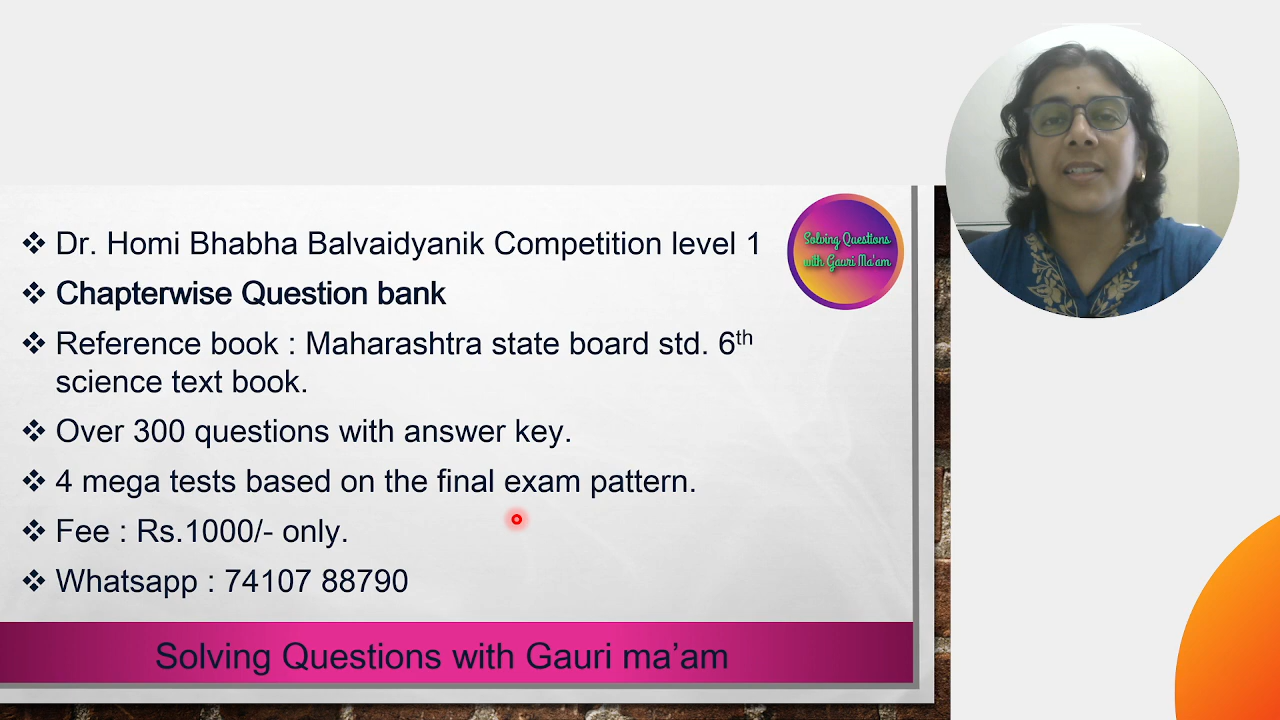 Dr. Homi Bhabha Balvaidyanik Competition level 1
Chapterwise Question bank
Reference book : Maharashtra state board std. 6th
science text book.
Over 300 questions with answer key.
4 mega tests based on the final exam pattern.
Fee : Rs.1000/- only.
Whatsapp : 74107 88790
Solving Questions
with Gauri Ma'am
Solving Questions with Gauri ma’am